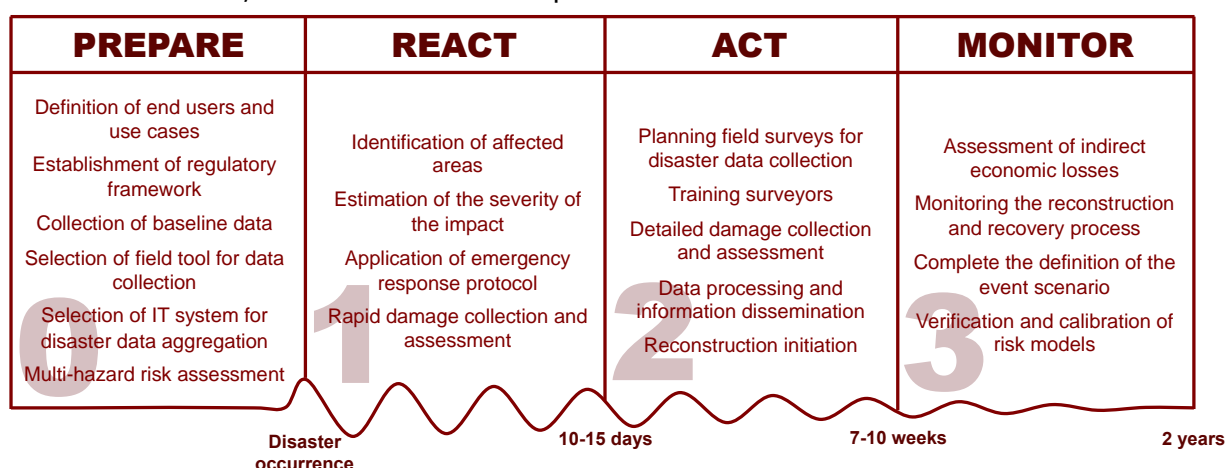 PREPARE
REACT
ACT
MONITOR
Definition of end users and
use cases
Establishment of regulatory
framework
Collection of baseline data
Selection of field tool for data
collection
Selection of IT system for
disaster data aggregation
Multi-hazard risk assessment
0
Identification of affected
areas
Estimation of the severity of
the impact
Application of emergency
response protocol
Rapid damage collection and
assessment
1
Planning field surveys for
disaster data collection
Training surveyors
Detailed damage collection
and assessment
Data processing and
information dissemination
Reconstruction initiation
2
Assessment of indirect
economic losses
Monitoring the reconstruction
and recovery process
Complete the definition of the
event scenario
Verification and calibration of
risk models
3
Disaster
occurrence
10-15 days
7-10 weeks
2 years